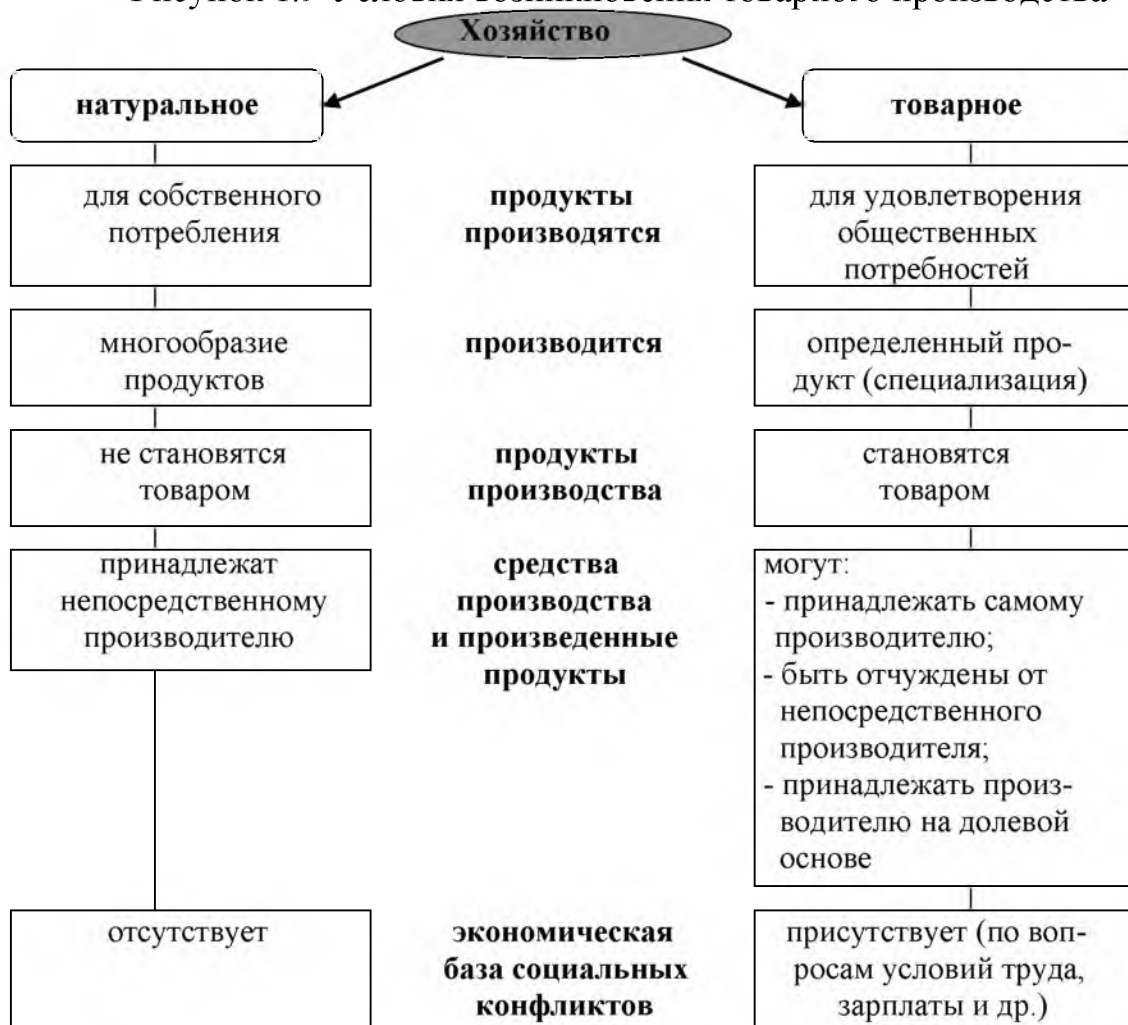 Хозяйство
натуральное
товарное
для собственного
потребления
продукты
производятся
для удовлетворения
общественных
потребностей
многообразие
продуктов
производится
определенный про-
дукт (специализация)
не становятся
товаром
продукты
производства
становятся
товаром
принадлежат
непосредственному
производителю
средства
производства
и произведенные
продукты
могут:
- принадлежать самому
производителю;
- быть отчуждены от
непосредственного
производителя;
- принадлежать произ-
водителю на долевой
основе
отсутствует
экономическая
база социальных
конфликтов
присутствует (по воп-
росам условий труда,
зарплаты и др.)